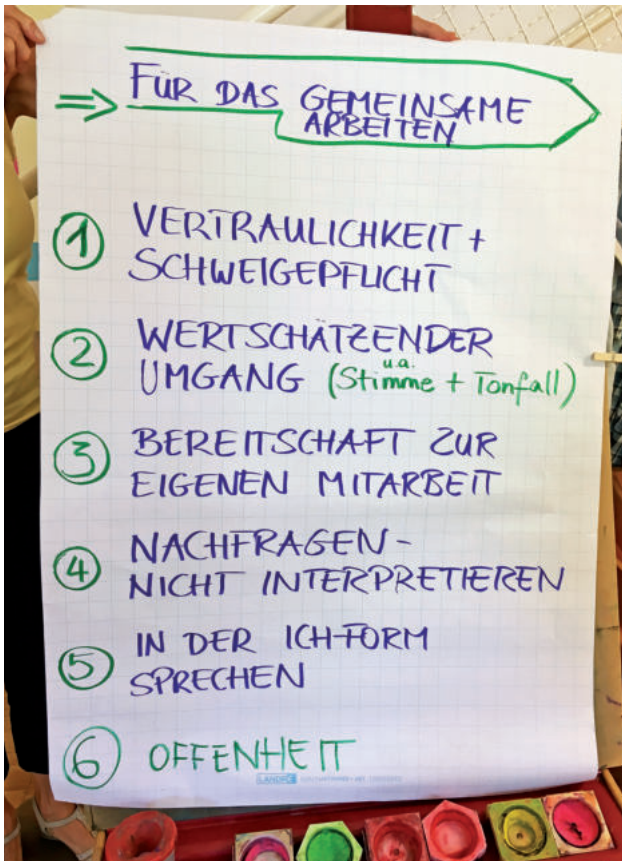 ⇒ FÜR DAS GEMEINSAME
ARBEITEN
1 VERTRAULICHKEIT +
SCHWEIGEPFLICHT
2 WERTSCHÄTZENDER
UMGANG (u.a. Stimme + Tonfall)
3 BEREITSCHAFT ZUR
EIGENEN MITARBEIT
4 NACHFRAGEN -
NICHT INTERPRETIEREN
5 IN DER ICH-FORM
SPRECHEN
6 OFFENHEIT
LANDRÉ